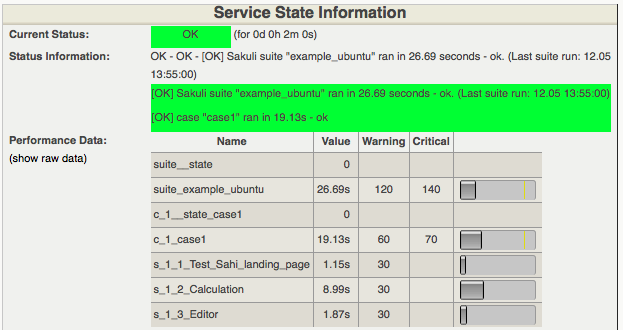 Service State Information
Current Status: OK (for 0d 0h 2m 0s)
Status Information: OK - OK - [OK] Sakuli suite "example_ubuntu" ran in 26.69 seconds - ok. (Last suite run: 12.05
13:55:00)
[OK] Sakuli suite "example_ubuntu" ran in 26.69 seconds - ok. (Last suite run: 12.05 13:55:00)
[OK] case "case1" ran in 19.13s - ok
Performance Data: Name Value Warning Critical
(show raw data)
suite__state 0
suite_example_ubuntu 26.69s 120 140
c_1__state_case1 0
c_1_case1 19.13s 60 70
s_1_1_Test_Sahi_landing_page 1.15s 30
s_1_2_Calculation 8.99s 30
s_1_3_Editor 1.87s 30